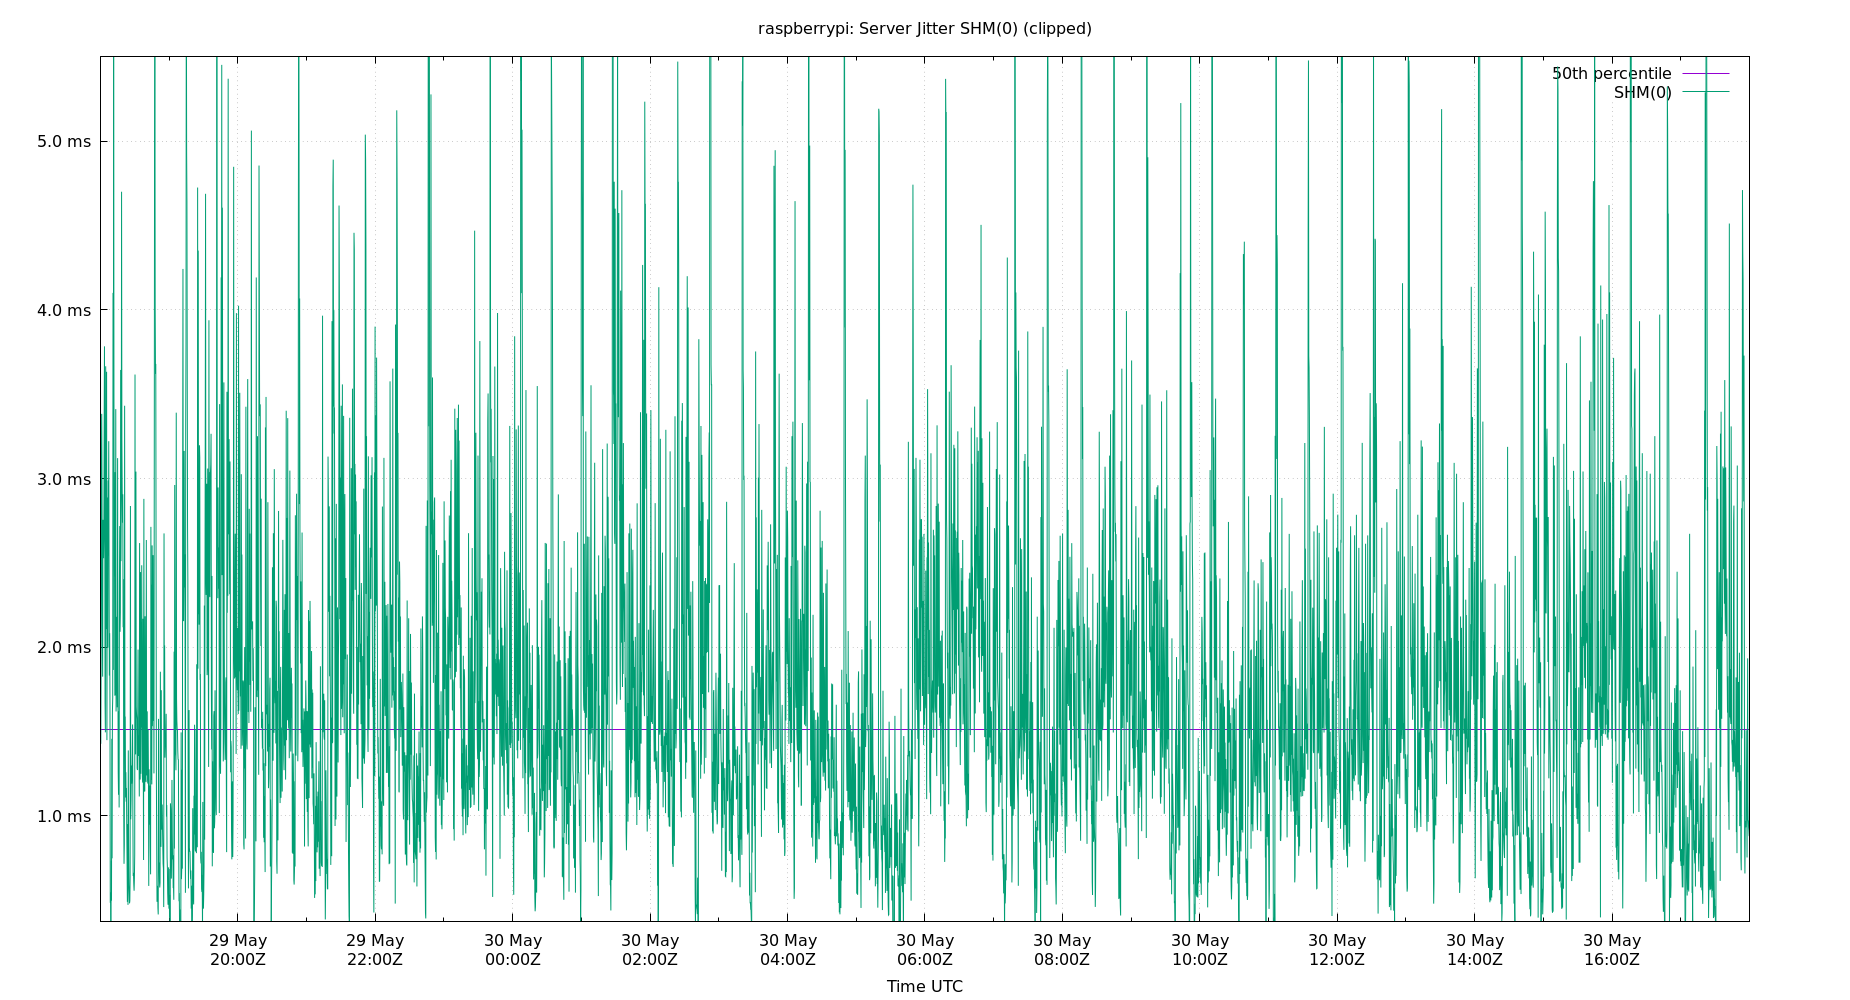 raspberrypi: Server Jitter SHM(0) (clipped)
50th percentile
SHM(0)
5.0 ms
4.0 ms
3.0 ms
2.0 ms
1.0 ms
29 May 29 May 30 May 30 May 30 May 30 May 30 May 30 May 30 May 30 May 30 May
20:00Z 22:00Z 00:00Z 02:00Z 04:00Z 06:00Z 08:00Z 10:00Z 12:00Z 14:00Z 16:00Z
Time UTC